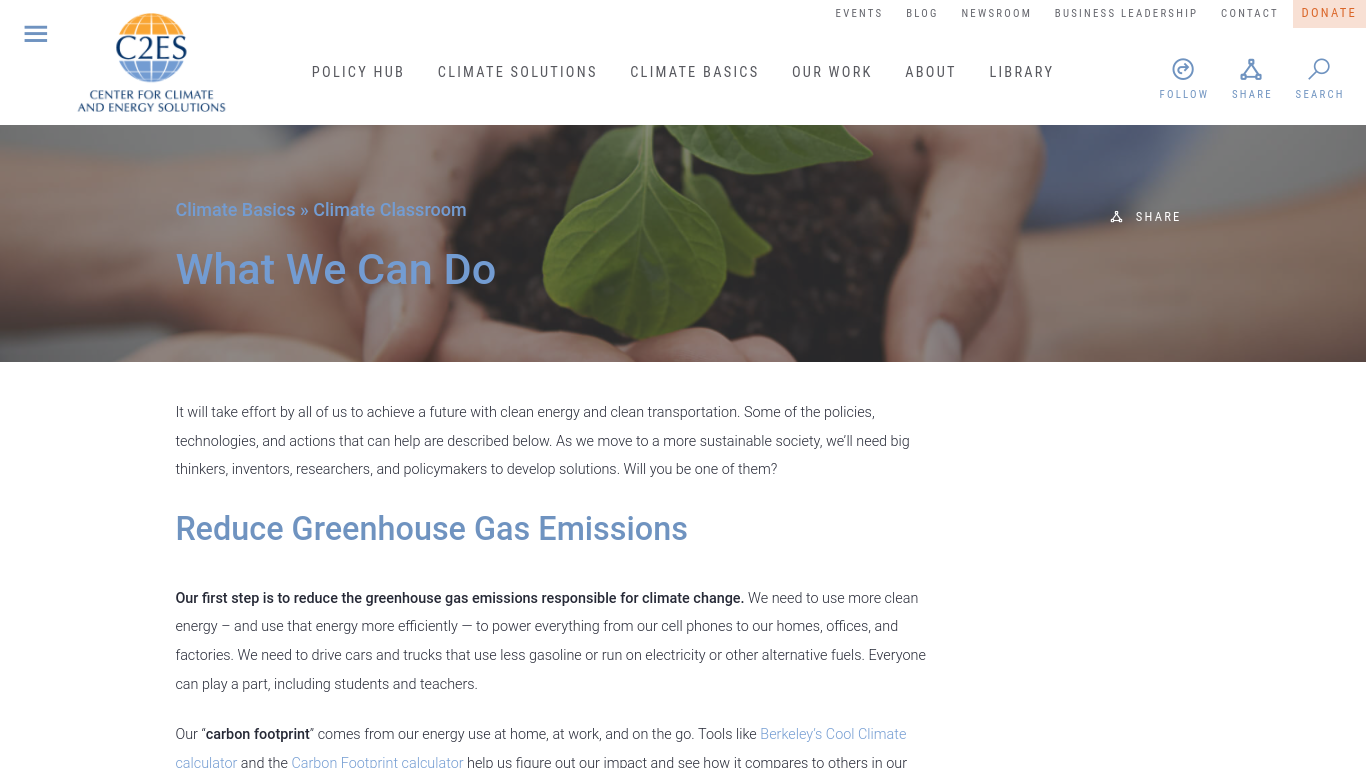 EVENTS BLOG NEWSROOM BUSINESS LEADERSHIP CONTACT DONATE
C2ES
CENTER FOR CLIMATE
AND ENERGY SOLUTIONS
POLICY HUB CLIMATE SOLUTIONS CLIMATE BASICS OUR WORK ABOUT LIBRARY
FOLLOW SHARE SEARCH
Climate Basics » Climate Classroom
SHARE
What We Can Do
It will take effort by all of us to achieve a future with clean energy and clean transportation. Some of the policies,
technologies, and actions that can help are described below. As we move to a more sustainable society, we’ll need big
thinkers, inventors, researchers, and policymakers to develop solutions. Will you be one of them?
Reduce Greenhouse Gas Emissions
Our first step is to reduce the greenhouse gas emissions responsible for climate change. We need to use more clean
energy – and use that energy more efficiently — to power everything from our cell phones to our homes, offices, and
factories. We need to drive cars and trucks that use less gasoline or run on electricity or other alternative fuels. Everyone
can play a part, including students and teachers.
Our “carbon footprint” comes from our energy use at home, at work, and on the go. Tools like Berkeley’s Cool Climate
calculator and the Carbon Footprint calculator help us figure out our impact and see how it compares to others in our